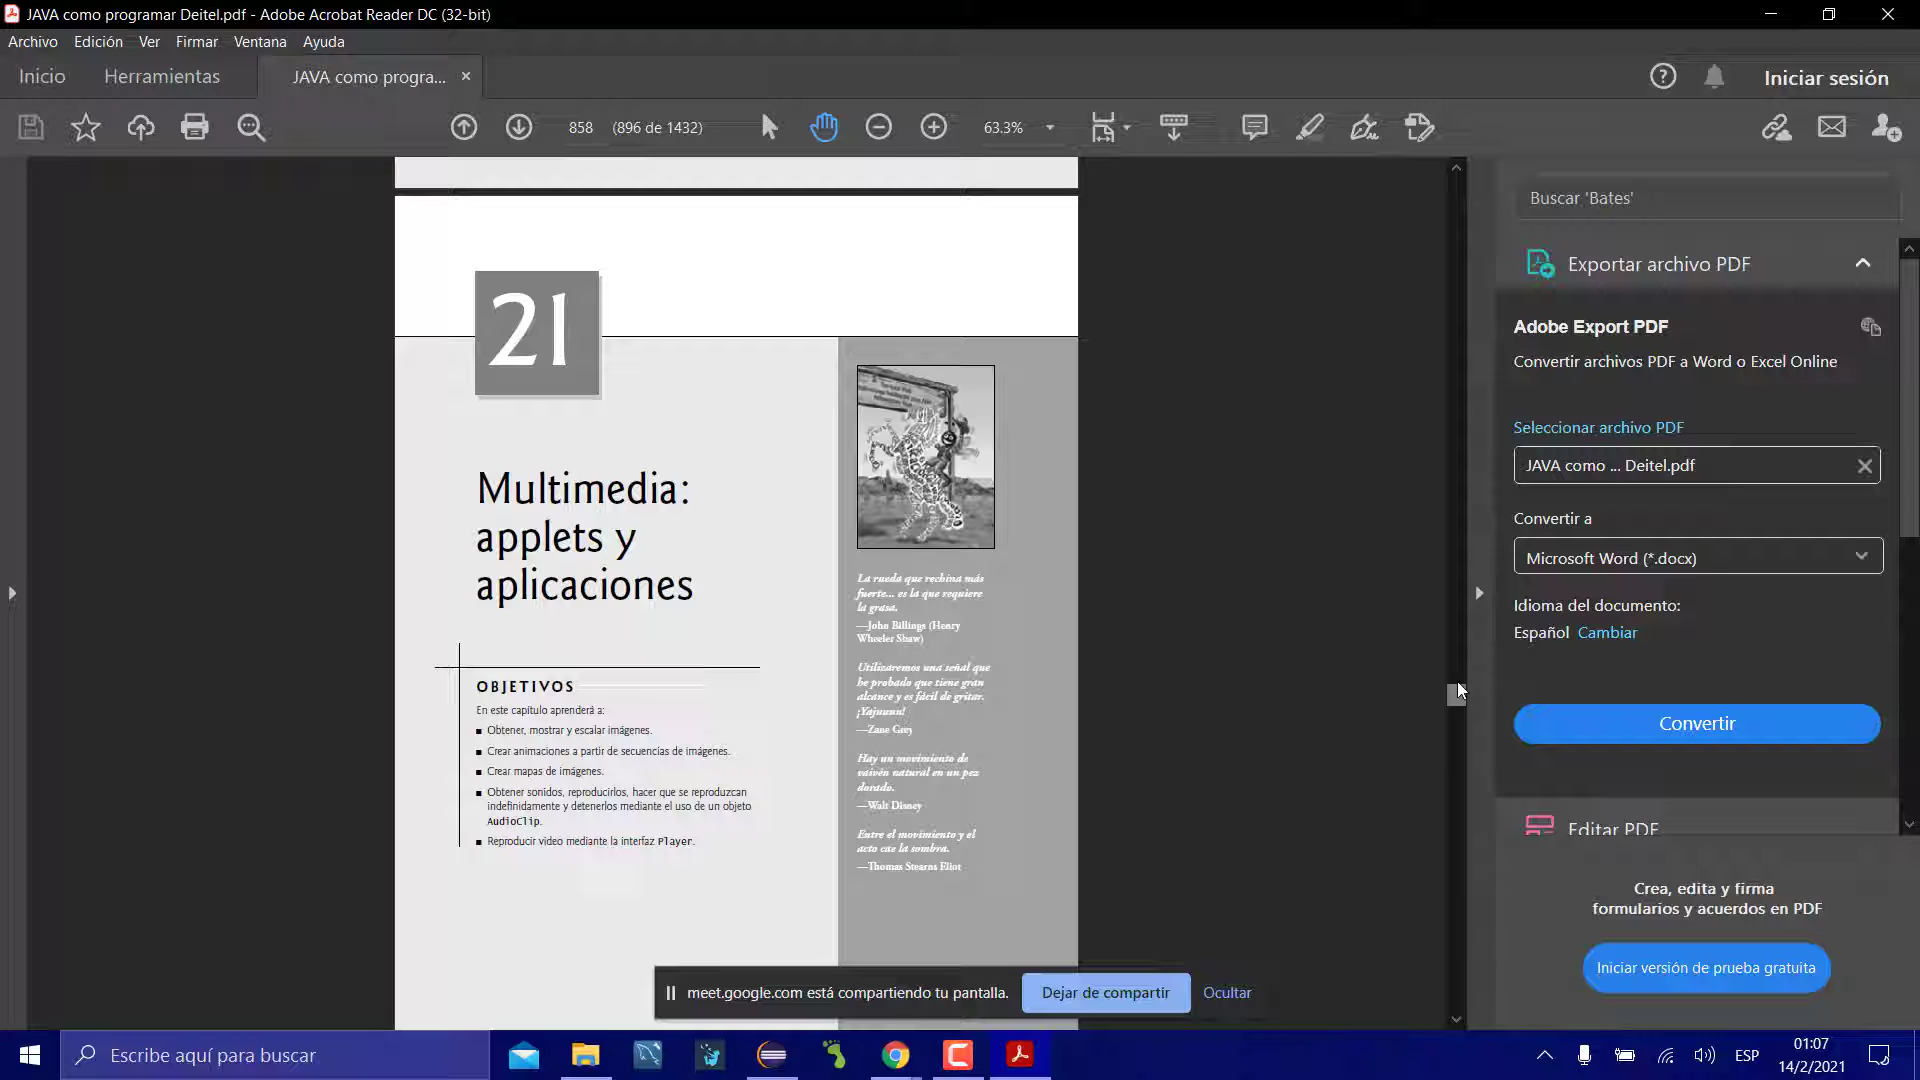 JAVA como programar Deitel.pdf - Adobe Acrobat Reader DC (32-bit)
Archivo Edición Ver Firmar Ventana Ayuda
Inicio Herramientas JAVA como progra... Iniciar sesión
858 (896 de 1432) 63.3%
21
Multimedia:
applets y
aplicaciones
OBJETIVOS
En este capítulo aprenderá a:
Obtener, mostrar y escalar imágenes.
Crear animaciones a partir de secuencias de imágenes.
Crear mapas de imágenes.
Obtener sonidos, reproducirlos, hacer que se reproduzcan
indefinidamente y detenerlos mediante el uso de un objeto
AudioClip.
Reproducir video mediante la interfaz Player.
La rueda que rechina más
fuerte... es la que requiere
la grasa.
—John Billings (Henry
Wheeler Shaw)
Utilizaremos una señal que
he probado que tiene gran
alcance y es fácil de gritar.
¡Yajuuuu!
—Zane Grey
Hay un movimiento de
vaivén natural en un pez
dorado.
—Walt Disney
Entre el movimiento y el
acto cae la sombra.
—Thomas Stearns Eliot
Buscar 'Bates'
Exportar archivo PDF
Adobe Export PDF
Convertir archivos PDF a Word o Excel Online
Seleccionar archivo PDF
JAVA como ... Deitel.pdf
Convertir a
Microsoft Word (*.docx)
Idioma del documento:
Español Cambiar
Convertir
Editar PDF
Crea, edita y firma
formularios y acuerdos en PDF
Iniciar versión de prueba gratuita
meet.google.com está compartiendo tu pantalla. Dejar de compartir Ocultar
Escribe aquí para buscar
ESP
01:07
14/2/2021